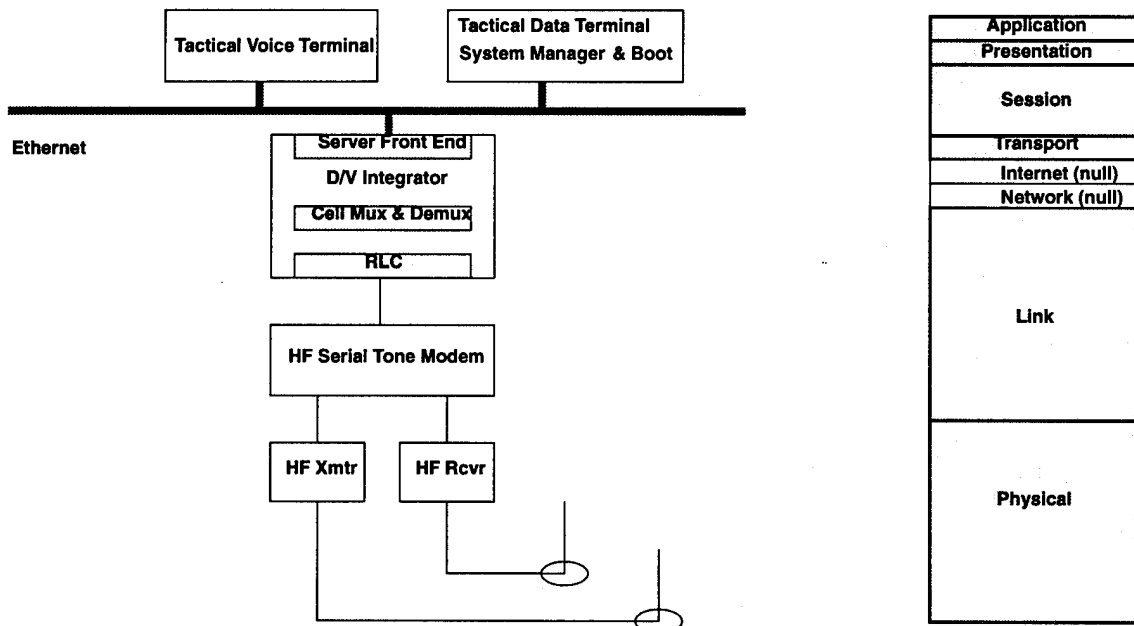 Tactical Voice Terminal
Tactical Data Terminal
System Manager & Boot
Ethernet
Server Front End
D/V Integrator
Cell Mux & Demux
RLC
HF Serial Tone Modem
HF Xmtr
HF Rcvr
Application
Presentation
Session
Transport
Internet (null)
Network (null)
Link
Physical